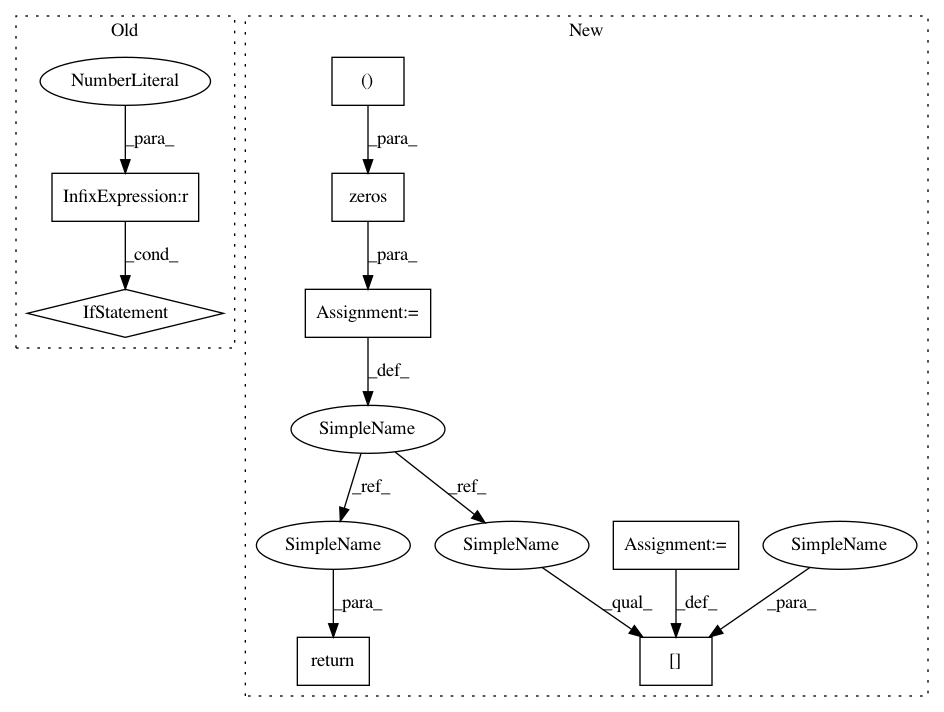 Old
New
NumberLiteral
()
_para_
_para_
InfixExpression:r
zeros
_cond_
_para_
IfStatement
Assignment:=
_def_
SimpleName
_ref_
_ref_
SimpleName
SimpleName
Assignment:=
SimpleName
_para_
_qual_
_def_
_para_
return
[]